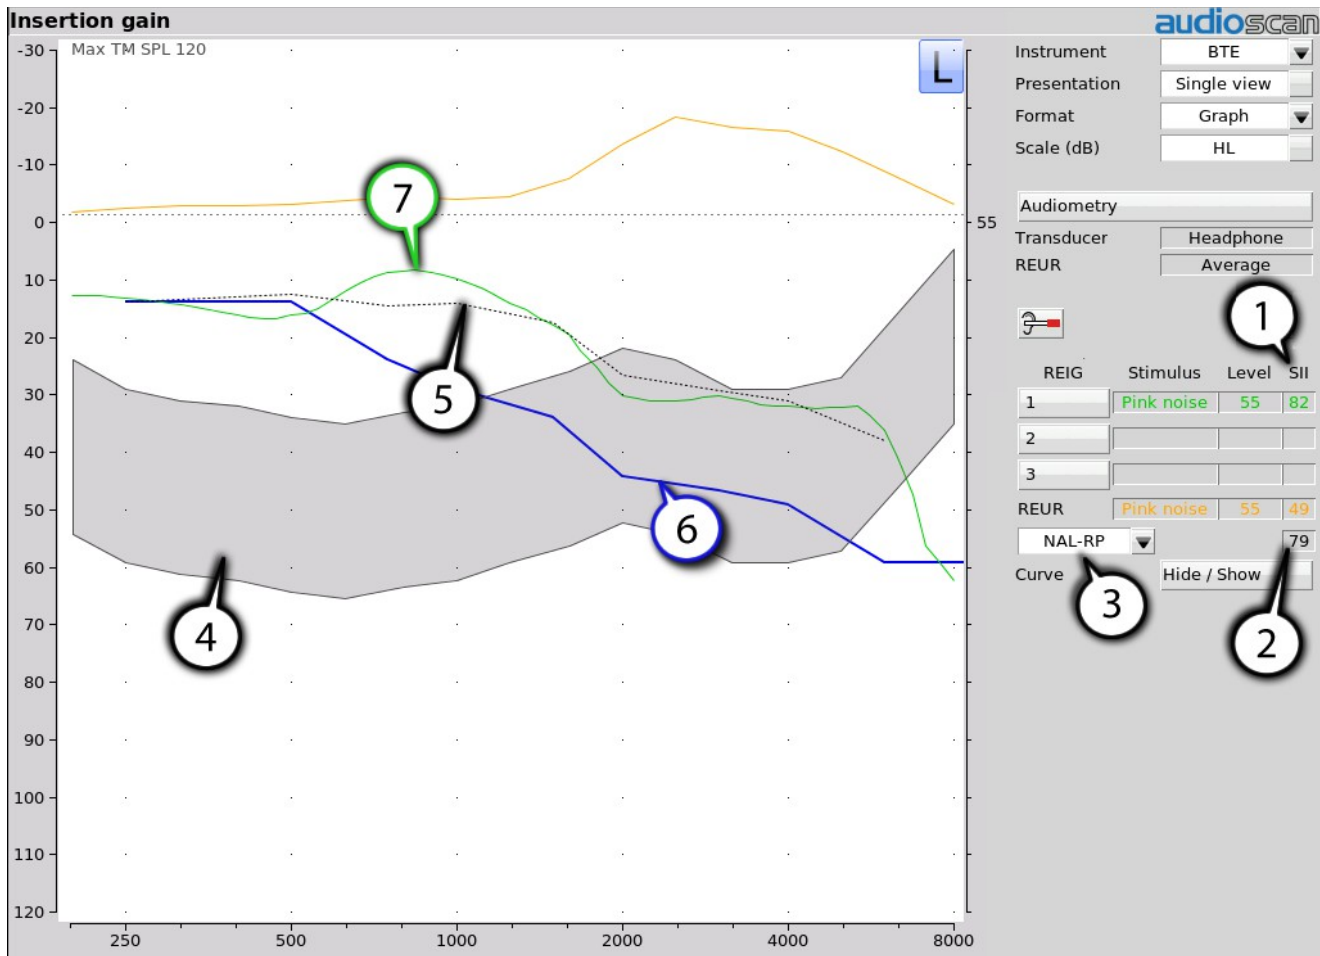 Insertion gain
audioscan
Max TM SPL 120
L
-30
-20
-10
0
10
20
30
40
50
60
70
80
90
100
110
120
250
500
1000
2000
4000
8000
55
7
5
6
4
Instrument BTE
Presentation Single view
Format Graph
Scale (dB) HL
Audiometry
Transducer Headphone
REUR Average
1
REIG Stimulus Level SII
1 Pink noise 55 82
2
3
REUR Pink noise 55 49
NAL-RP 79
Curve Hide / Show
3
2